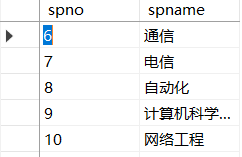 spno spname
6 通信
7 电信
8 自动化
9 计算机科学...
10 网络工程